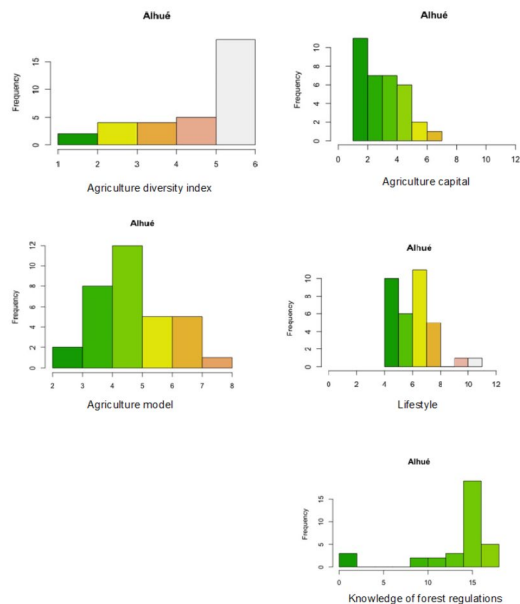 Alhué
Frequency
0 5 10 15
1 2 3 4 5 6
Agriculture diversity index
Alhué
Frequency
0 2 4 6 8 10
0 2 4 6 8 10 12
Agriculture capital
Alhué
Frequency
0 2 4 6 8 10 12
2 3 4 5 6 7 8
Agriculture model
Alhué
Frequency
0 2 4 6 8 10
0 2 4 6 8 10 12
Lifestyle
Alhué
Frequency
0 5 10 15
0 5 10 15
Knowledge of forest regulations